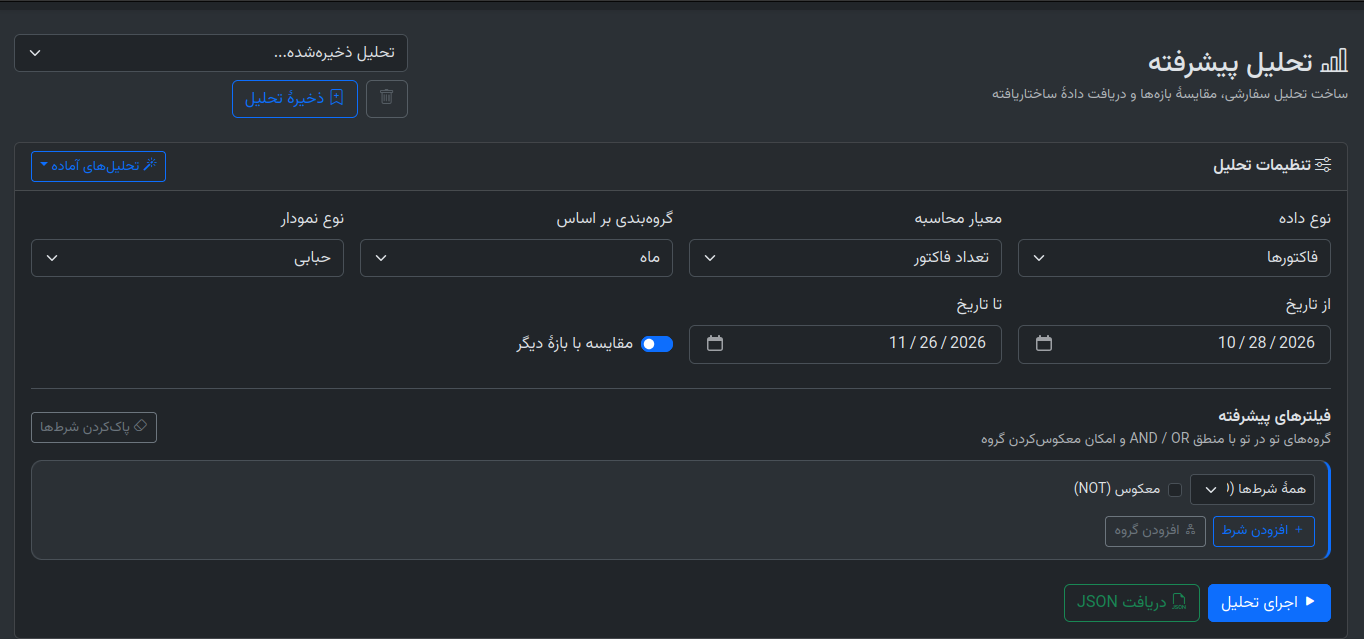 تحلیل پیشرفته
ساخت تحلیل سفارشی، مقایسهٔ بازه‌ها و دریافت دادهٔ ساختاریافته
تحلیل ذخیره‌شده...
ذخیرهٔ تحلیل
تنظیمات تحلیل
تحلیل‌های آماده
نوع داده
معیار محاسبه
گروه‌بندی بر اساس
نوع نمودار
فاکتورها
تعداد فاکتور
ماه
حبابی
از تاریخ
تا تاریخ
10 / 28 / 2026
11 / 26 / 2026
مقایسه با بازهٔ دیگر
فیلترهای پیشرفته
گروه‌های تو در تو با منطق AND / OR و امکان معکوس‌کردن گروه
پاک‌کردن شرط‌ها
همهٔ شرط‌ها (
معکوس (NOT)
+ افزودن شرط
افزودن گروه
اجرای تحلیل
دریافت JSON